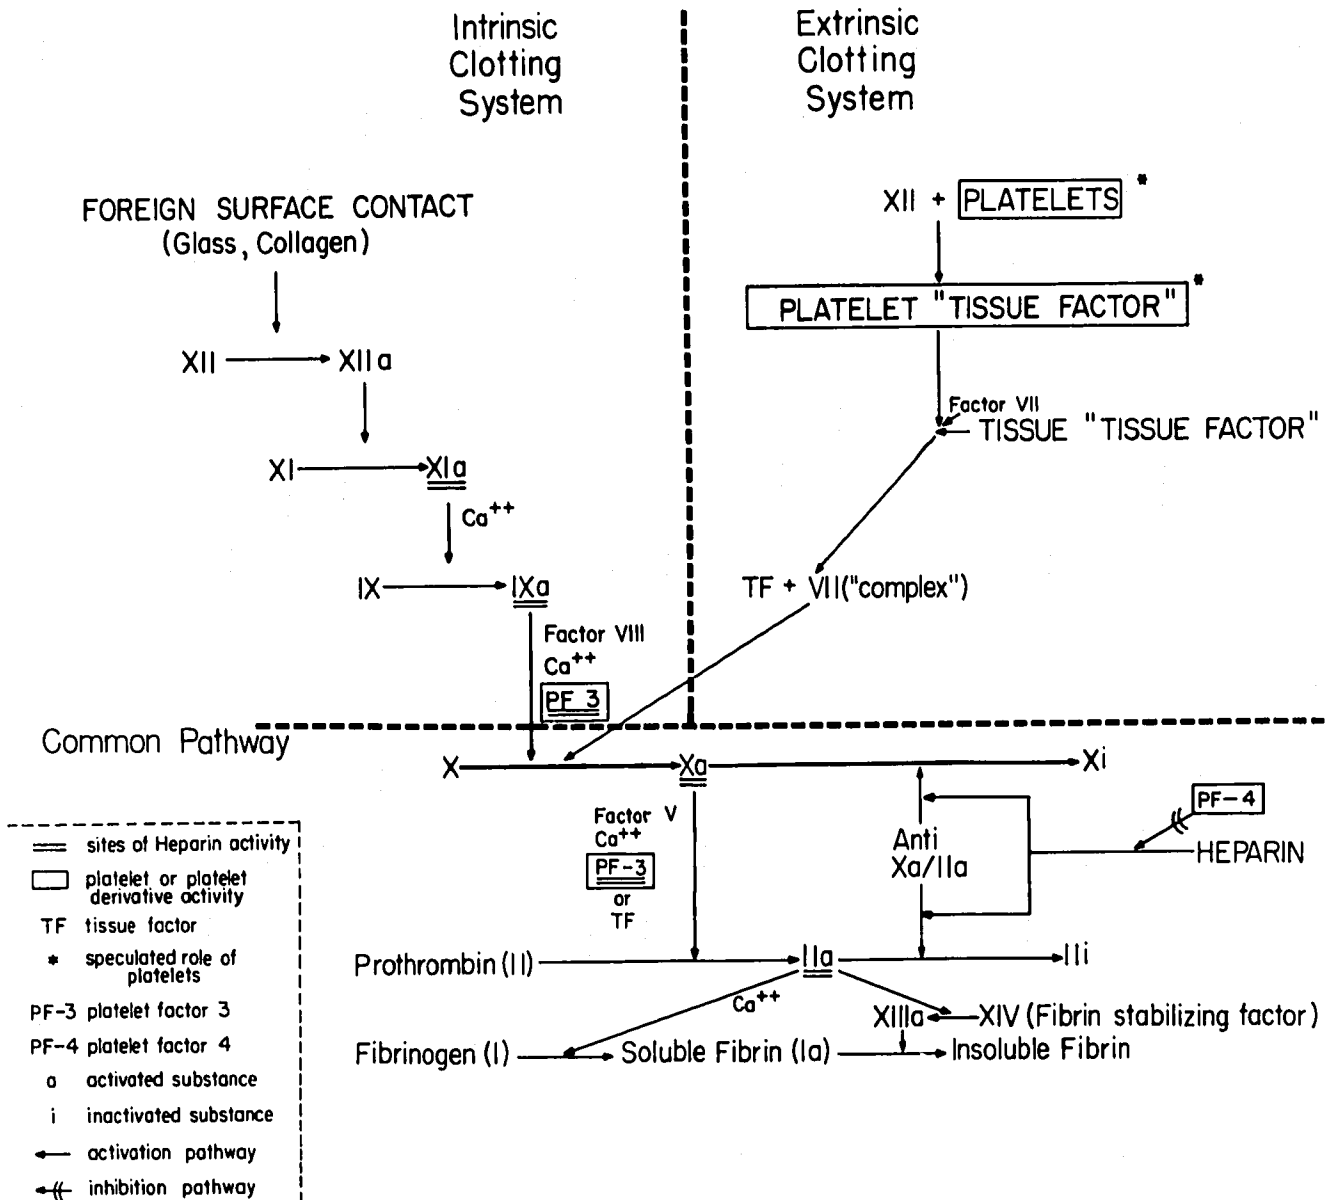 Intrinsic
Clotting
System
Extrinsic
Clotting
System
FOREIGN SURFACE CONTACT
(Glass, Collagen)
XII + PLATELETS *
PLATELET "TISSUE FACTOR" *
XII XIIa
Factor VII
TISSUE "TISSUE FACTOR"
XI XIa
Ca++
IX IXa
TF + VII ("complex")
Factor VIII
Ca++
PF 3
Common Pathway
X Xa Xi
Factor V
Ca++
PF-3
or
TF
Anti
Xa/IIa
PF-4
HEPARIN
Prothrombin (II) IIa IIi
Ca++
XIIIa XIV (Fibrin stabilizing factor)
Fibrinogen (I) Soluble Fibrin (Ia) Insoluble Fibrin
sites of Heparin activity
platelet or platelet
derivative activity
TF tissue factor
* speculated role of
platelets
PF-3 platelet factor 3
PF-4 platelet factor 4
a activated substance
i inactivated substance
activation pathway
inhibition pathway